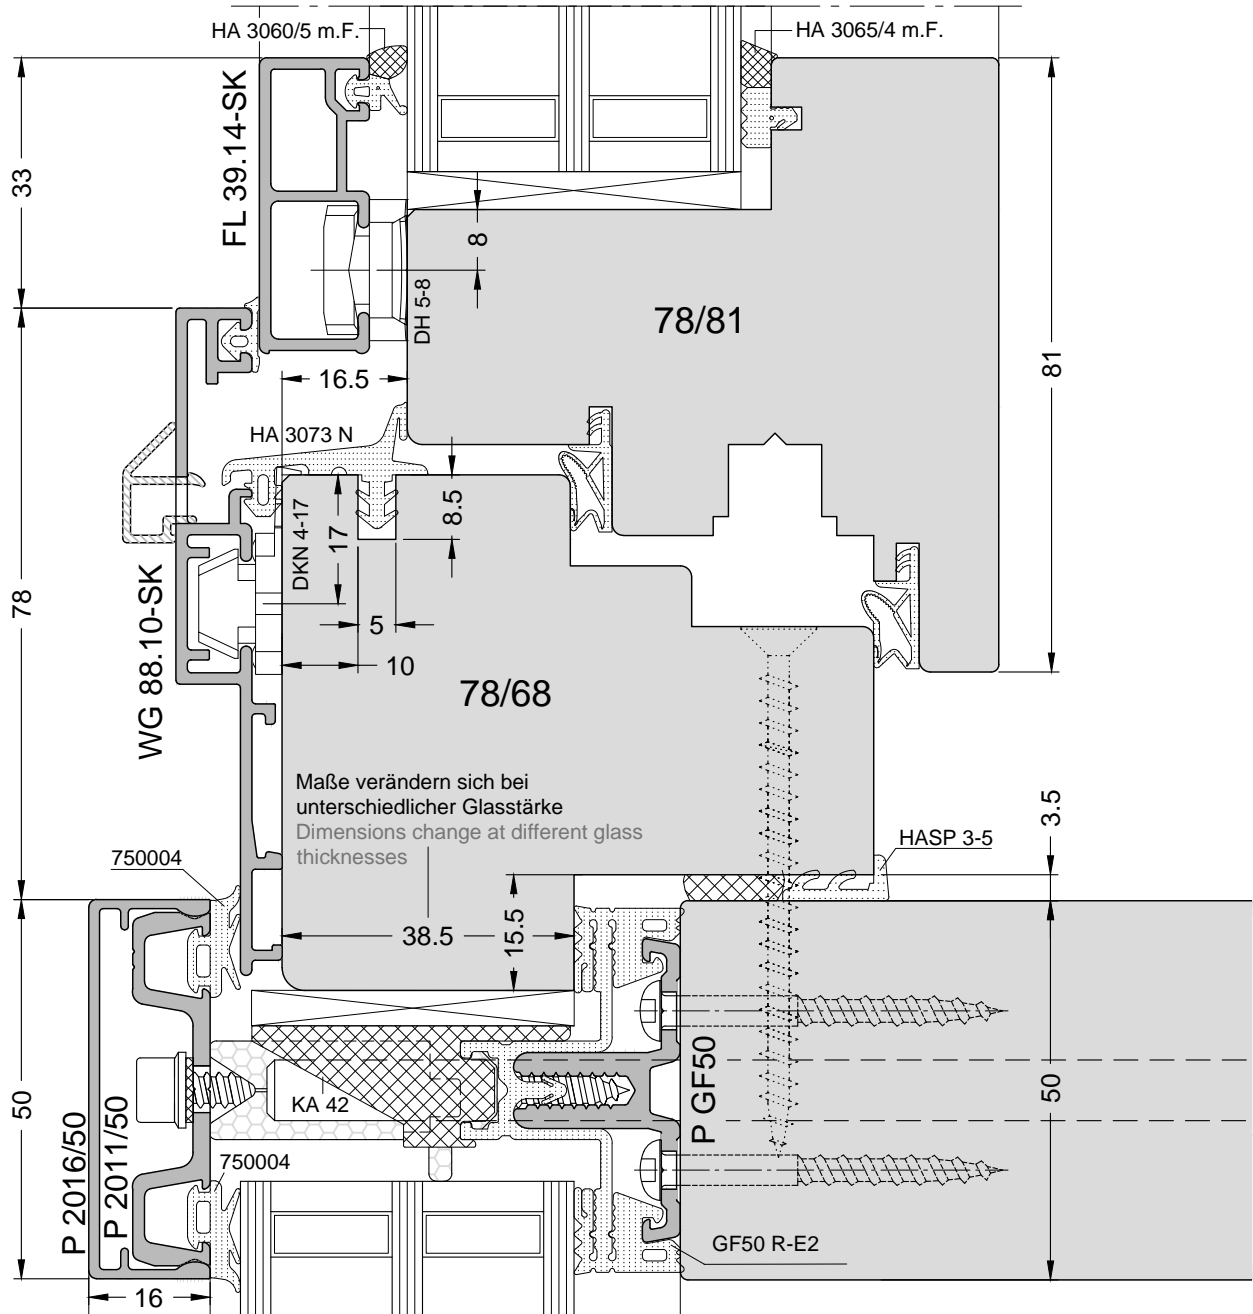 HA 3060/5 m.F.
HA 3065/4 m.F.
FL 39.14-SK
33
8
DH 5-8
78/81
81
16.5
HA 3073 N
DKN 4-17
17
8.5
5
10
78
WG 88.10-SK
78/68
Maße verändern sich bei
unterschiedlicher Glasstärke
Dimensions change at different glass
thicknesses
3.5
HASP 3-5
750004
38.5
15.5
50
P 2016/50
P 2011/50
KA 42
P GF50
50
750004
GF50 R-E2
16